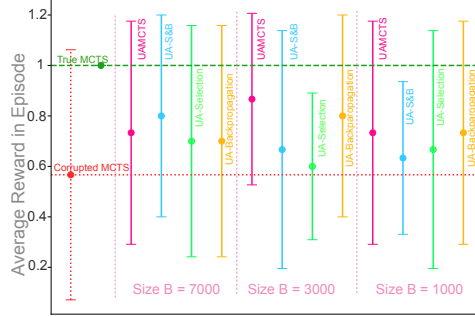 Average Reward in Episode
1.2
1
0.8
0.6
0.4
0.2
True MCTS
Corrupted MCTS
UAMCTS
UA-S&B
UA-Selection
UA-Backpropagation
UAMCTS
UA-S&B
UA-Selection
UA-Backpropagation
UAMCTS
UA-S&B
UA-Selection
UA-Backpropagation
Size B = 7000
Size B = 3000
Size B = 1000